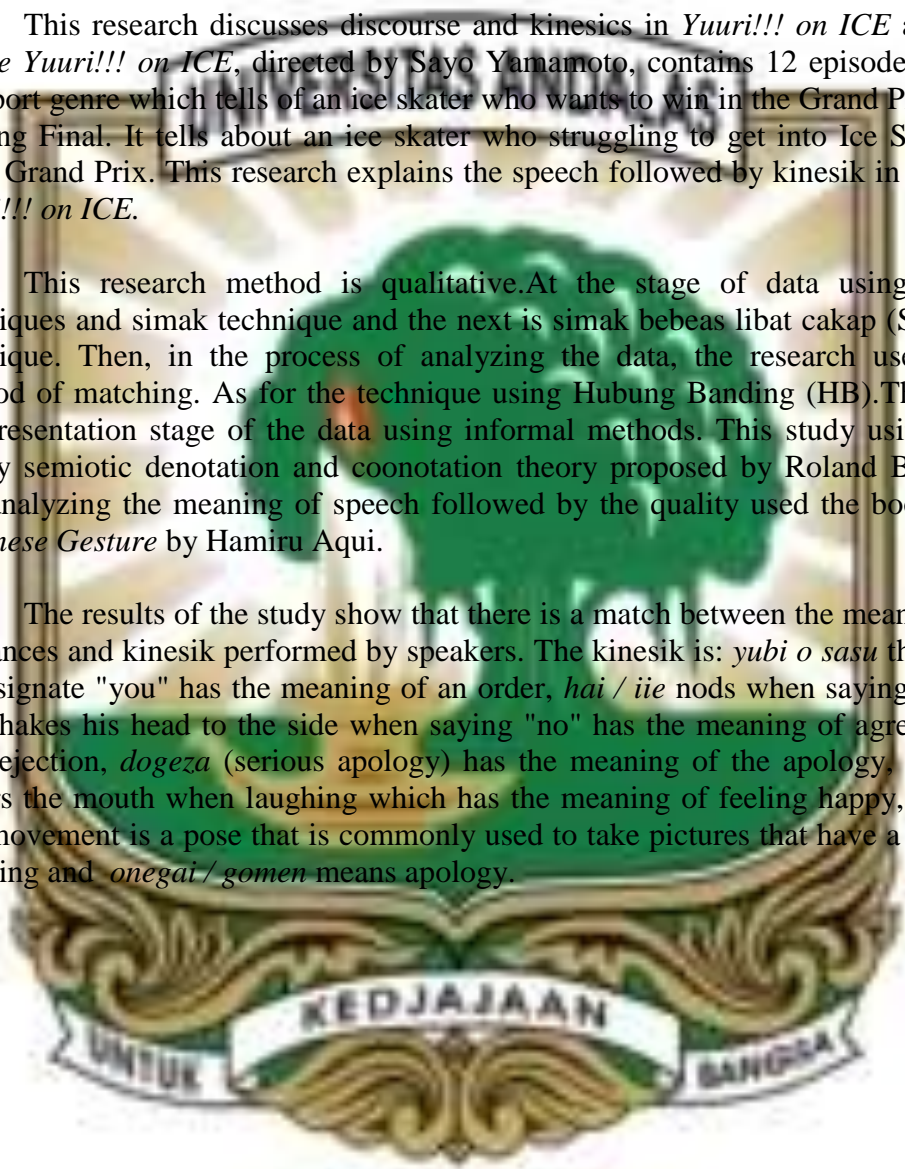 This research discusses discourse and kinesics in Yuuri!!! on ICE
e Yuuri!!! on ICE, directed by Sayo Yamamoto, contains 12 episode
port genre which tells of an ice skater who wants to win in the Grand P
ng Final. It tells about an ice skater who struggling to get into Ice S
Grand Prix. This research explains the speech followed by kinesik in
!!! on ICE.
This research method is qualitative.At the stage of data using
iques and simak technique and the next is simak bebeas libat cakap (S
ique. Then, in the process of analyzing the data, the research use
od of matching. As for the technique using Hubung Banding (HB).Th
resentation stage of the data using informal methods. This study usin
y semiotic denotation and coonotation theory proposed by Roland B
nalyzing the meaning of speech followed by the quality used the boo
nese Gesture by Hamiru Aqui.
The results of the study show that there is a match between the mean
ances and kinesik performed by speakers. The kinesik is: yubi o sasu th
signate "you" has the meaning of an order, hai / iie nods when saying
hakes his head to the side when saying "no" has the meaning of agre
ejection, dogeza (serious apology) has the meaning of the apology,
rs the mouth when laughing which has the meaning of feeling happy,
movement is a pose that is commonly used to take pictures that have a
ing and onegai / gomen means apology.
UNIVERSITAS ANDALAS
KEDJAJAAN
UNTUK BANGSA